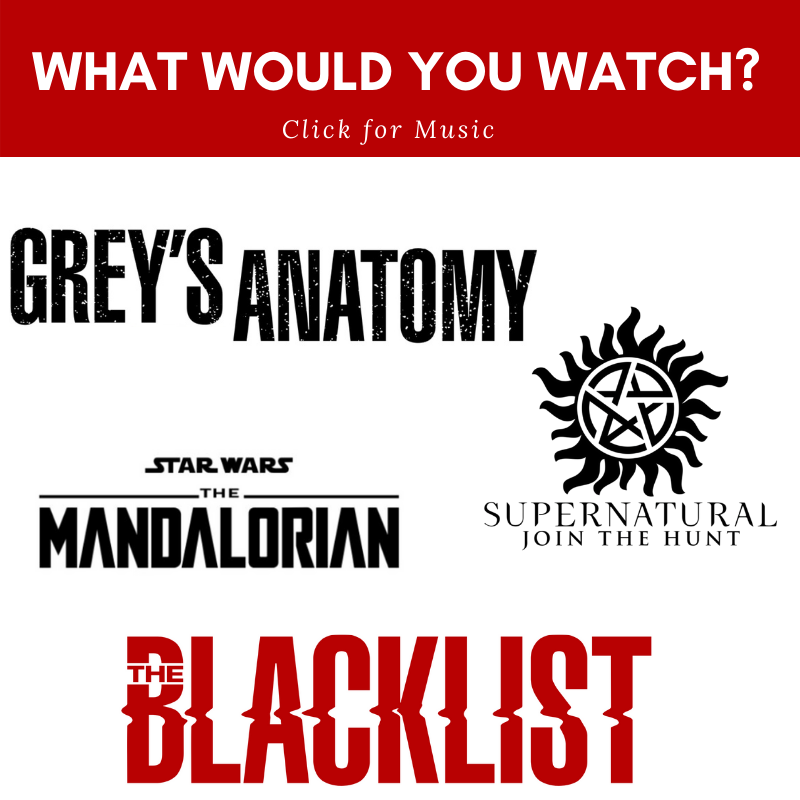 WHAT WOULD YOU WATCH?
Click for Music
GREY'S ANATOMY
STAR WARS
THE
MANDALORIAN
SUPERNATURAL
JOIN THE HUNT
THE
BLACKLIST